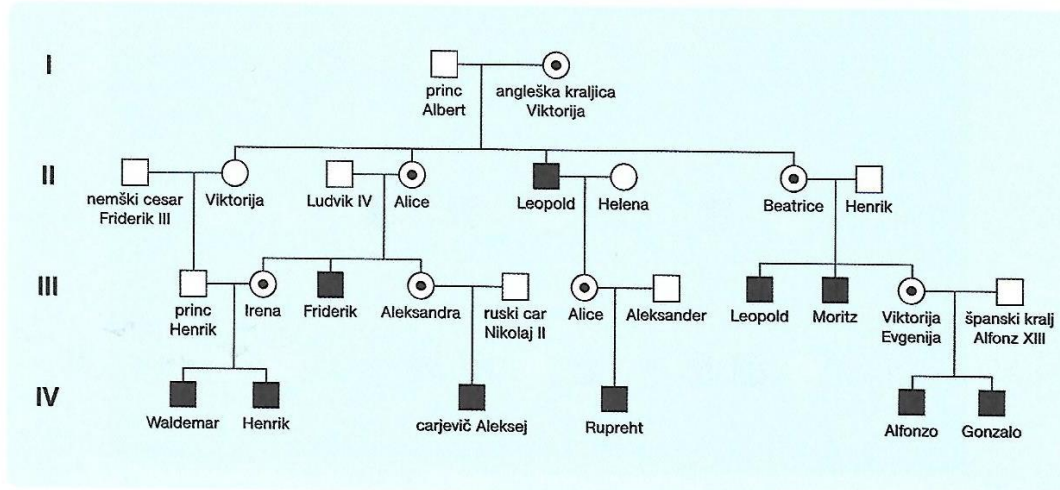 I
princ
Albert
angleška kraljica
Viktorija
II
nemški cesar
Friderik III
Viktorija
Ludvik IV
Alice
Leopold
Helena
Beatrice
Henrik
III
princ
Henrik
Irena
Friderik
Aleksandra
ruski car
Nikolaj II
Alice
Aleksander
Leopold
Moritz
Viktorija
Evgenija
španski kralj
Alfonz XIII
IV
Waldemar
Henrik
carjevič Aleksej
Rupreht
Alfonzo
Gonzalo